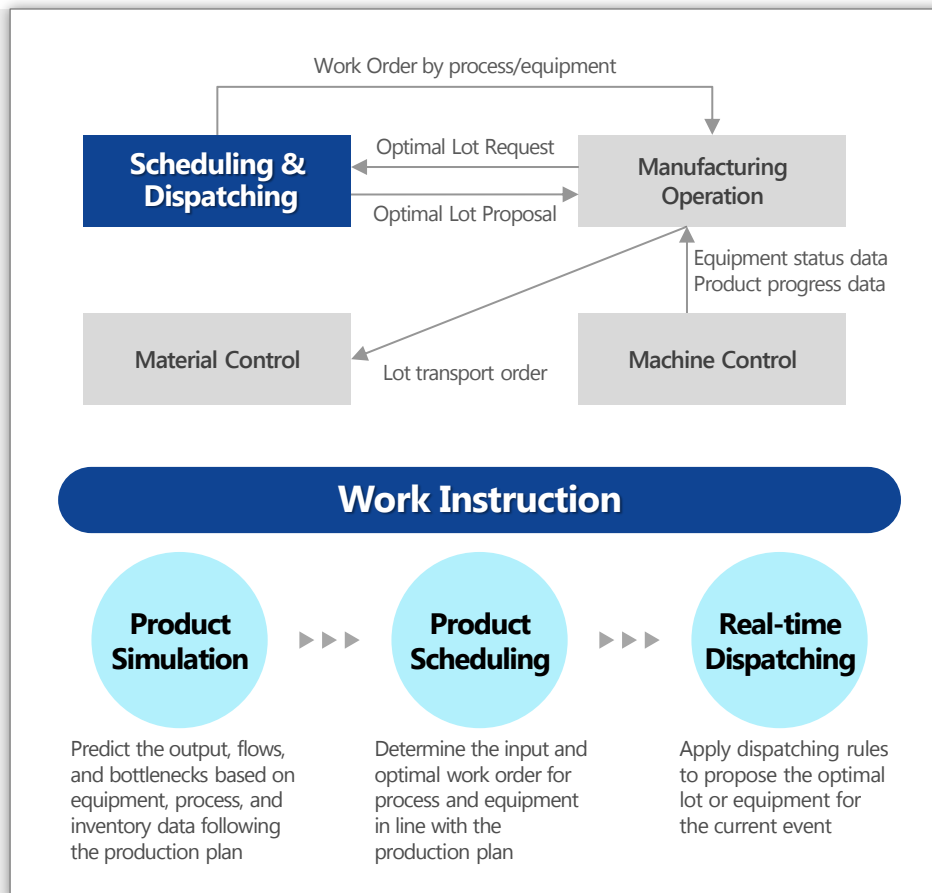 Work Order by process/equipment
Scheduling &
Dispatching
Optimal Lot Request
Optimal Lot Proposal
Manufacturing
Operation
Equipment status data
Product progress data
Material Control
Lot transport order
Machine Control
Work Instruction
Product
Simulation
Product
Scheduling
Real-time
Dispatching
Predict the output, flows,
and bottlenecks based on
equipment, process, and
inventory data following
the production plan
Determine the input and
optimal work order for
process and equipment
in line with the
production plan
Apply dispatching rules
to propose the optimal
lot or equipment for
the current event